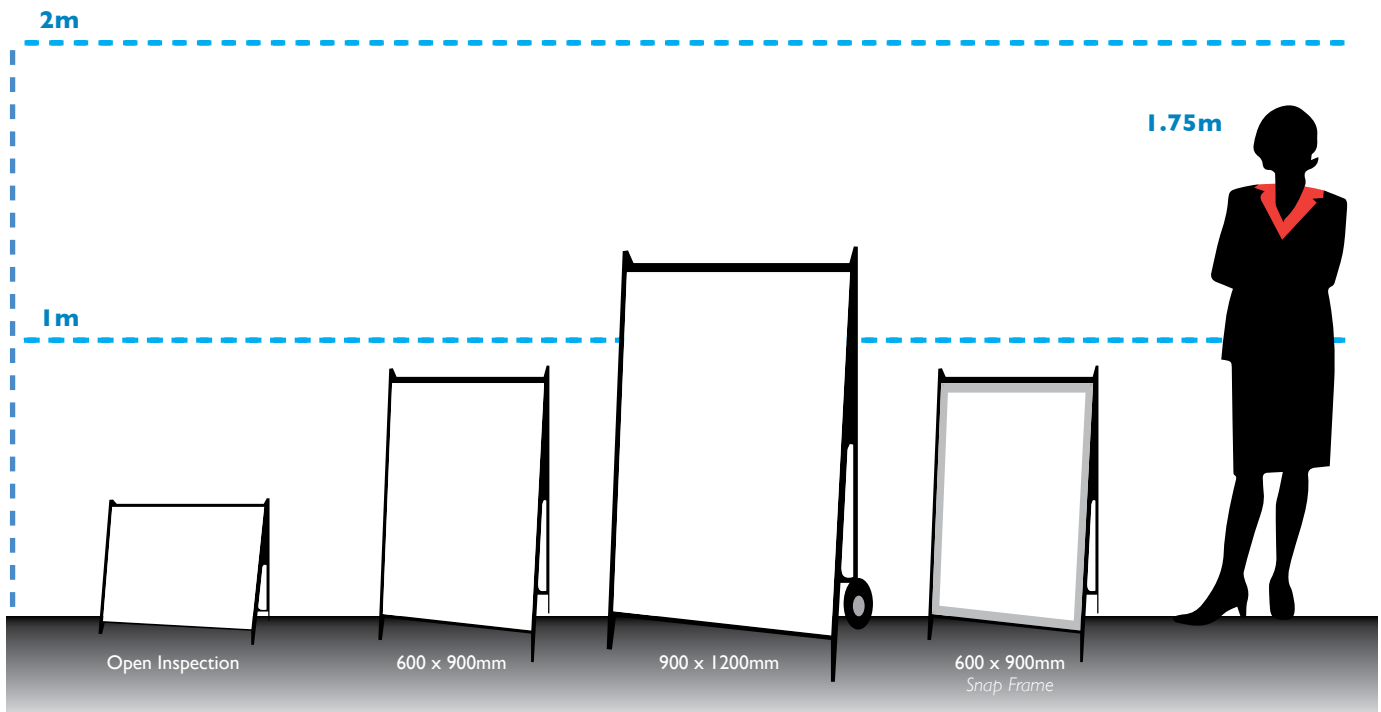 2m
1.75m
1m
Open Inspection
600 x 900mm
900 x 1200mm
600 x 900mm
Snap Frame